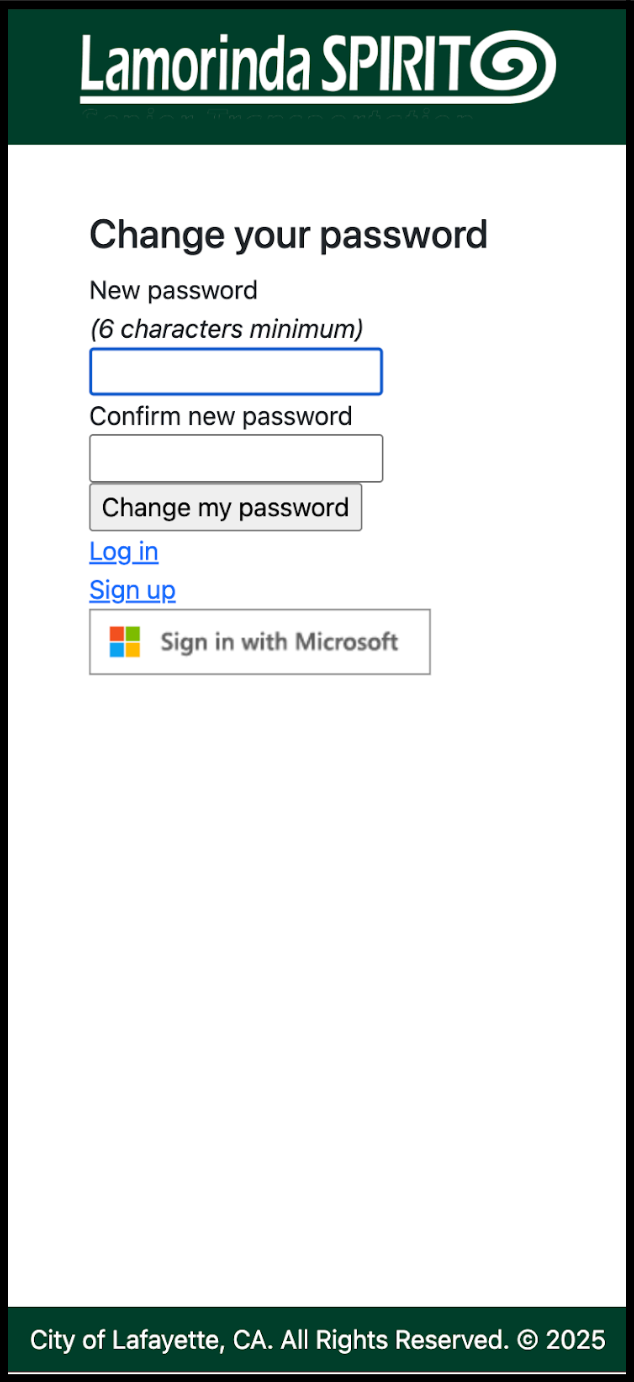 Lamorinda SPIRIT
Change your password
New password
(6 characters minimum)
Confirm new password
Change my password
Log in
Sign up
Sign in with Microsoft
City of Lafayette, CA. All Rights Reserved. © 2025